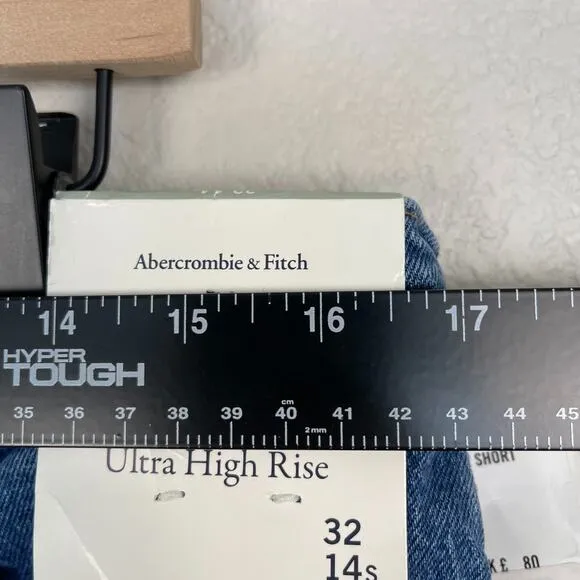 Abercrombie & Fitch
14 15 16 17
HYPER
TOUGH
cm
35 36 37 38 39 40 41 42 43 44 45
2mm
Ultra High Rise
SHORT
32
14s
K£ 80